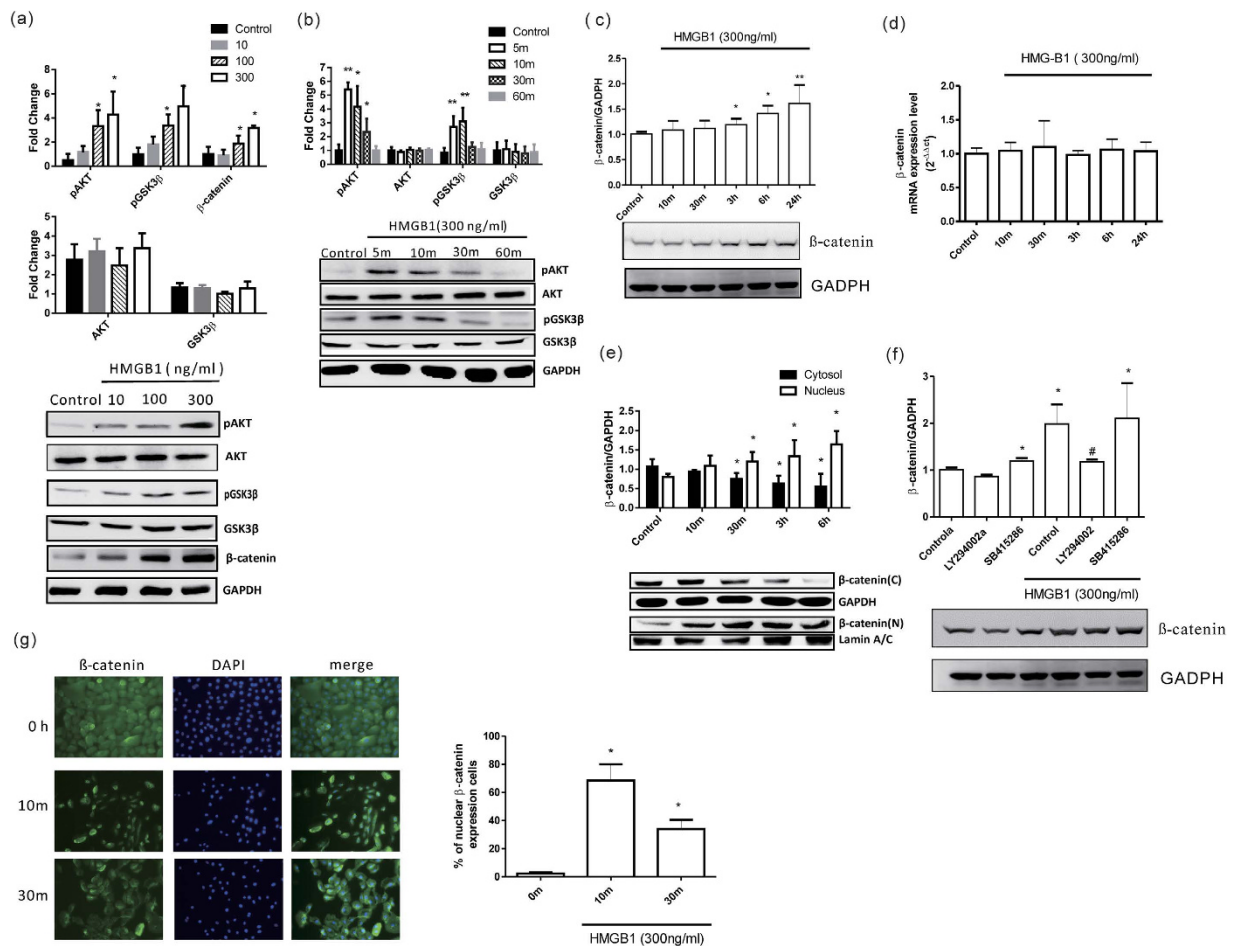 (a)
Control
10
100
300
Fold Change
8
6
4
2
0
* * * * *
pAKT
pGSK3β
β-catenin
Fold Change
5
4
3
2
1
0
AKT
GSK3β
HMGB1 ( ng/ml)
Control 10 100 300
pAKT
AKT
pGSK3β
GSK3β
β-catenin
GAPDH
(b)
Control
5m
10m
30m
60m
Fold Change
8
6
4
2
0
** * * ** **
pAKT
AKT
pGSK3β
GSK3β
HMGB1(300 ng/ml)
Control 5m 10m 30m 60m
pAKT
AKT
pGSK3β
GSK3β
GAPDH
(c)
HMGB1 (300ng/ml)
β-catenin/GADPH
2.5
2.0
1.5
1.0
0.5
0.0
* * **
Control
10m
30m
3h
6h
24h
ß-catenin
GADPH
(d)
HMG-B1 ( 300ng/ml)
β-catenin
mRNA expression level
(2^-△△ct)
2.0
1.5
1.0
0.5
0.0
Control
10m
30m
3h
6h
24h
(e)
Cytosol
Nucleus
β-catenin/GAPDH
2.5
2.0
1.5
1.0
0.5
0.0
* * * * * *
Control
10m
30m
3h
6h
β-catenin(C)
GAPDH
β-catenin(N)
Lamin A/C
(f)
β-catenin/GADPH
3
2
1
0
* * # *
Controla
LY294002a
SB415286
Control
LY294002
SB415286
HMGB1 (300ng/ml)
ß-catenin
GADPH
(g)
ß-catenin DAPI merge
0 h
10m
30m
% of nuclear β-catenin
expression cells
100
80
60
40
20
0
* *
0m
10m
30m
HMGB1 (300ng/ml)